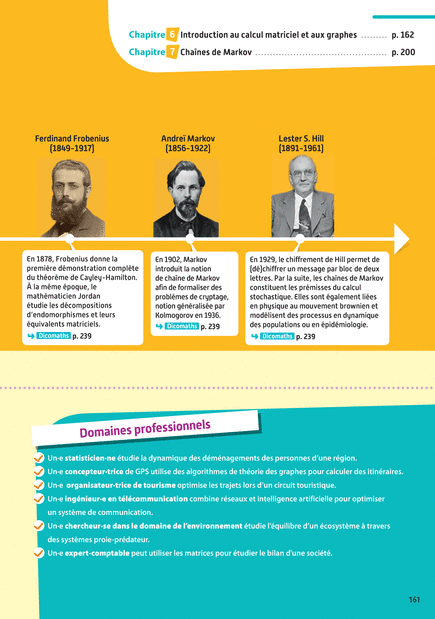 Chapitre 6 Introduction au calcul matriciel et aux graphes ......... p. 162
Chapitre 7 Chaînes de Markov ............................................. p. 200
Ferdinand Frobenius
(1849-1917)
Andreï Markov
(1856-1922)
Lester S. Hill
(1891-1961)
En 1878, Frobenius donne la
première démonstration complète
du théorème de Cayley-Hamilton.
À la même époque, le
mathématicien Jordan
étudie les décompositions
d'endomorphismes et leurs
équivalents matriciels.
Dicomaths p. 239
En 1902, Markov
introduit la notion
de chaîne de Markov
afin de formaliser des
problèmes de cryptage,
notion généralisée par
Kolmogorov en 1936.
Dicomaths p. 239
En 1929, le chiffrement de Hill permet de
(dé)chiffrer un message par bloc de deux
lettres. Par la suite, les chaînes de Markov
constituent les prémisses du calcul
stochastique. Elles sont également liées
en physique au mouvement brownien et
modélisent des processus en dynamique
des populations ou en épidémiologie.
Dicomaths p. 239
Domaines professionnels
Un·e statisticien·ne étudie la dynamique des déménagements des personnes d'une région.
Un·e concepteur·trice de GPS utilise des algorithmes de théorie des graphes pour calculer des itinéraires.
Un·e organisateur·trice de tourisme optimise les trajets lors d'un circuit touristique.
Un·e ingénieur·e en télécommunication combine réseaux et intelligence artificielle pour optimiser
un système de communication.
Un·e chercheur·se dans le domaine de l'environnement étudie l'équilibre d'un écosystème à travers
des systèmes proie-prédateur.
Un·e expert·comptable peut utiliser les matrices pour étudier le bilan d'une société.
161